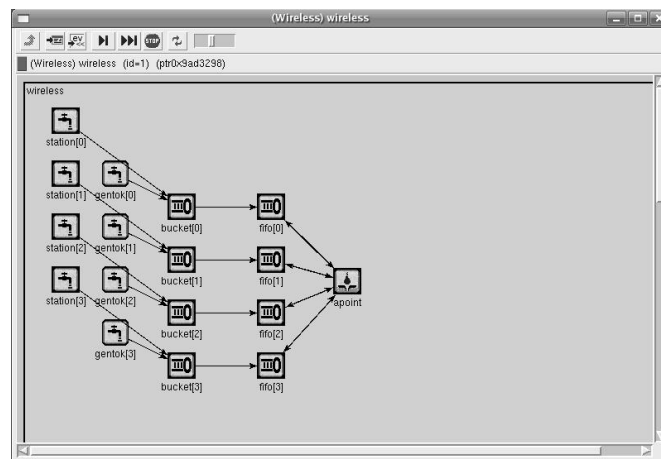 (Wireless) wireless
STOP
(Wireless) wireless (id=1) (ptr0x9ad3298)
wireless
station[0]
station[1]
gentok[0]
bucket[0]
fifo[0]
station[2]
gentok[1]
bucket[1]
fifo[1]
station[3]
gentok[2]
apoint
bucket[2]
fifo[2]
gentok[3]
bucket[3]
fifo[3]